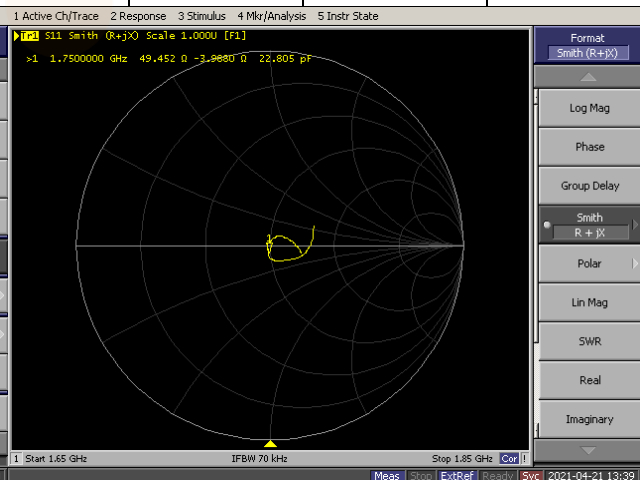 1 Active Ch/Trace 2 Response 3 Stimulus 4 Mkr/Analysis 5 Instr State
Tr1 S11 Smith (R+jX) Scale 1.000U [F1]
>1 1.7500000 GHz 49.452 Ω -3.9880 Ω 22.805 pF
1
Format
Smith (R+jX)
Log Mag
Phase
Group Delay
Smith
R + jX
Polar
Lin Mag
SWR
Real
Imaginary
1 Start 1.65 GHz IFBW 70 kHz Stop 1.85 GHz Cor !
Meas Stop ExtRef Ready Svc 2021-04-21 13:39